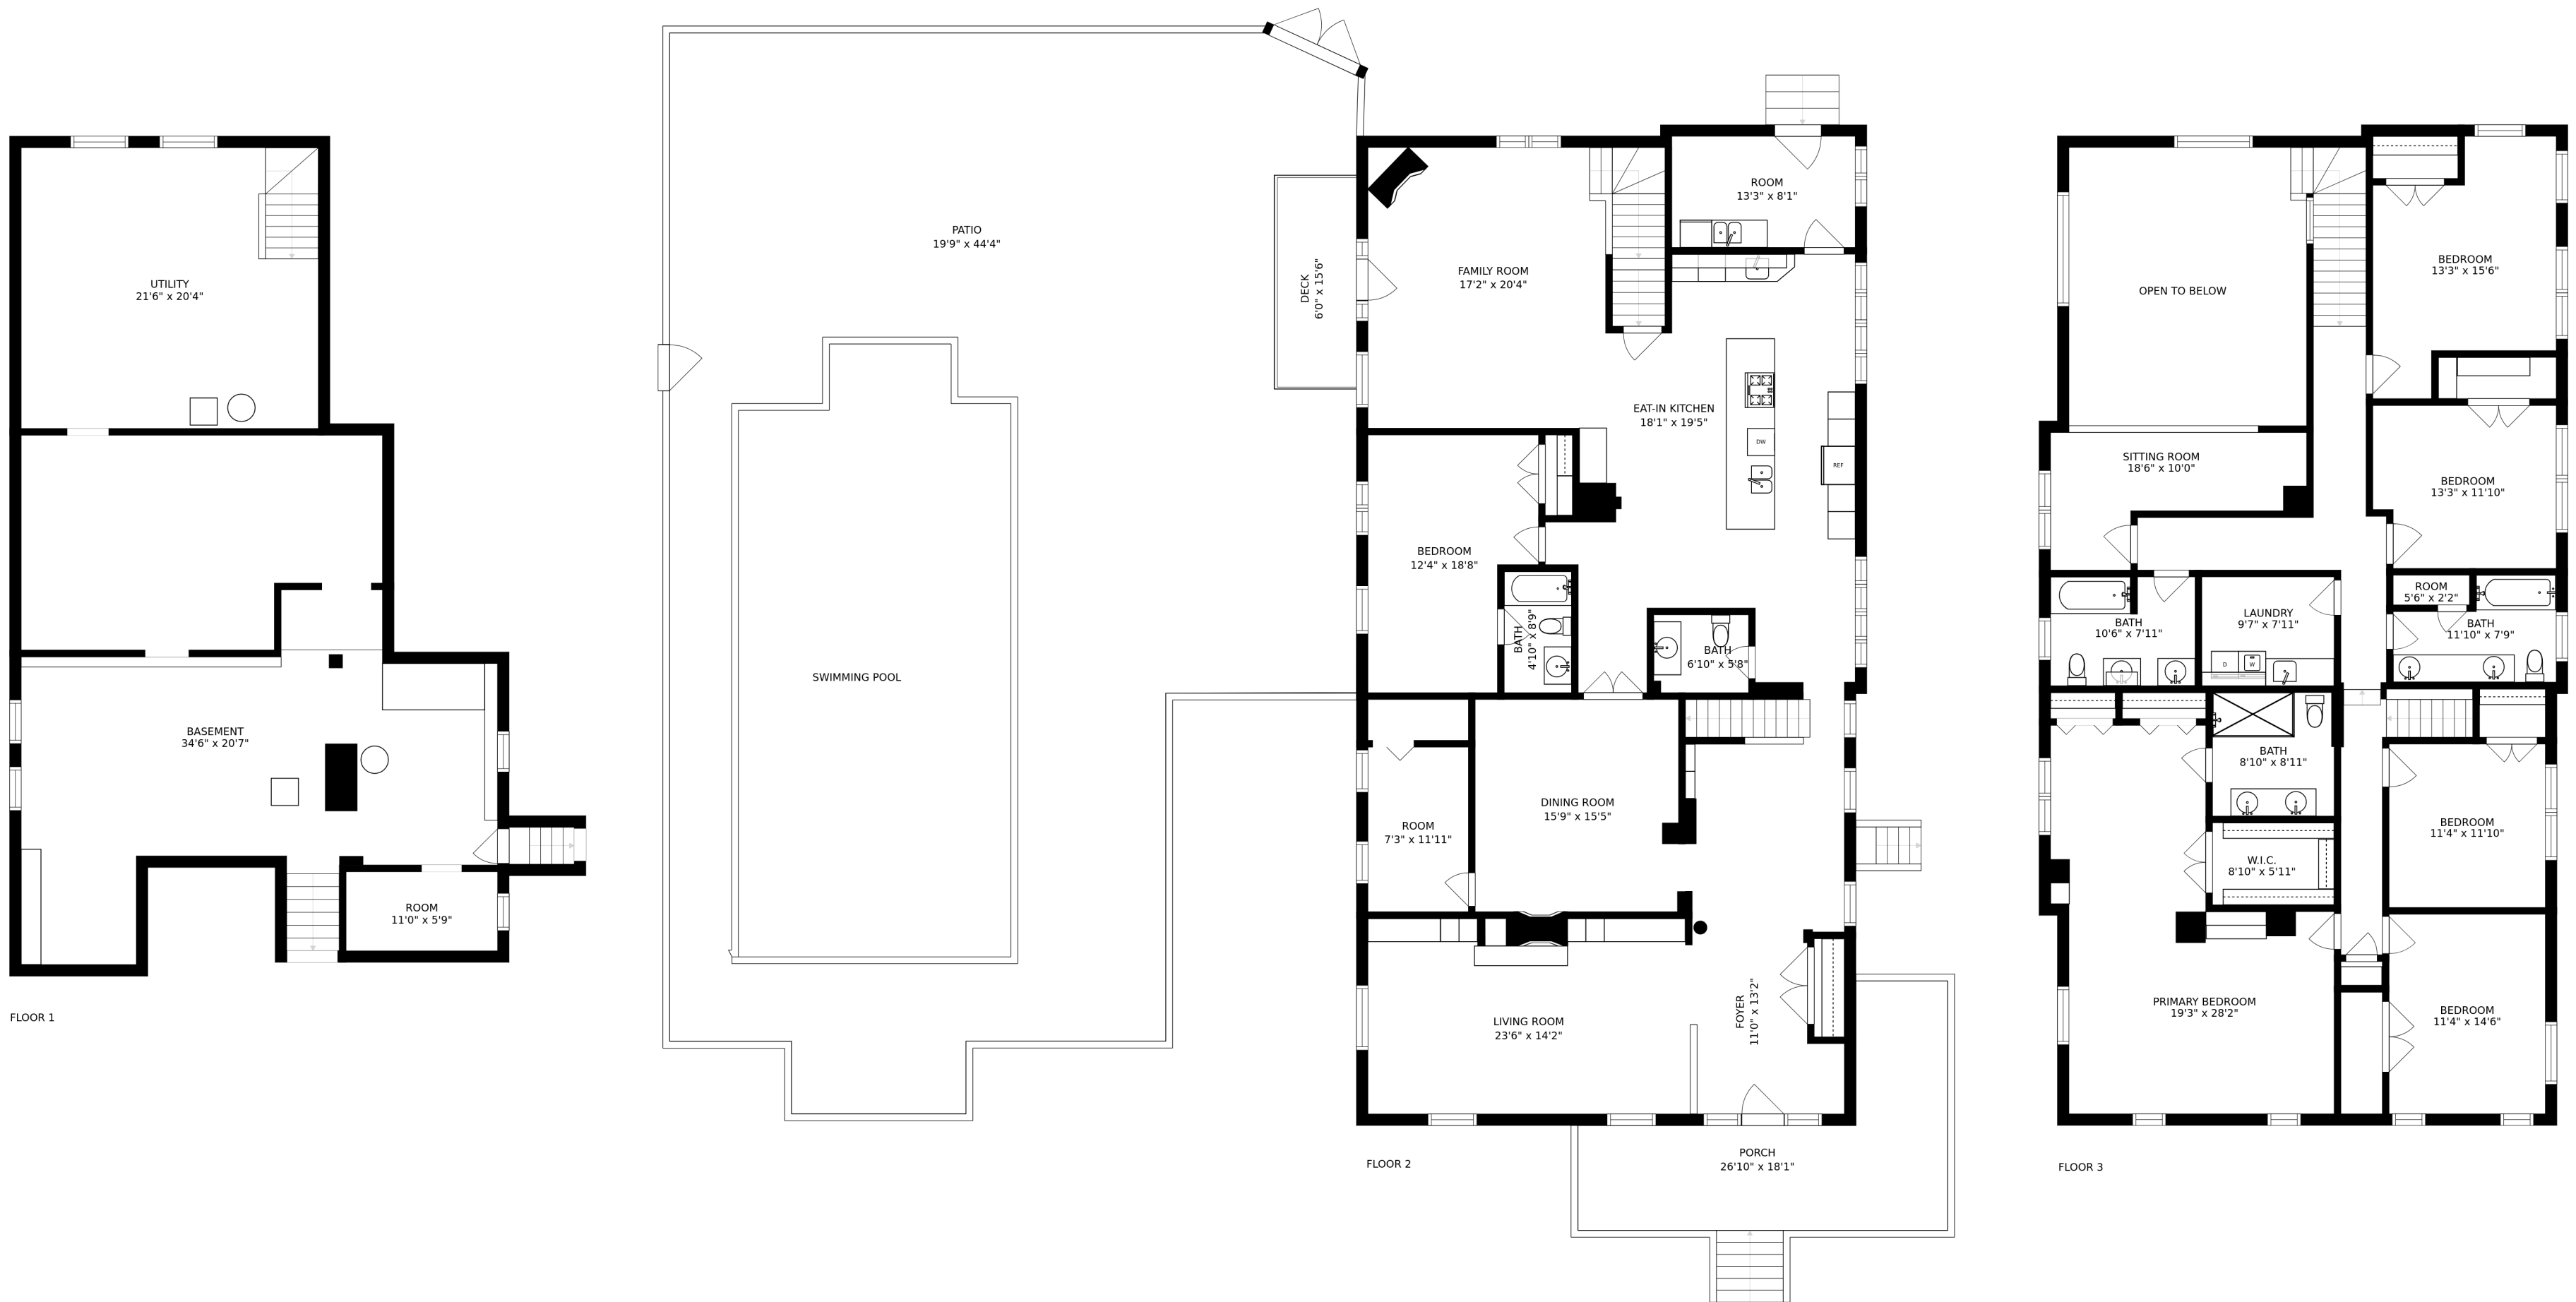 UTILITY
21'6" x 20'4"
BASEMENT
34'6" x 20'7"
ROOM
11'0" x 5'9"
FLOOR 1
PATIO
19'9" x 44'4"
SWIMMING POOL
DECK
6'0" x 15'6"
FAMILY ROOM
17'2" x 20'4"
ROOM
13'3" x 8'1"
EAT-IN KITCHEN
18'1" x 19'5"
DW
REF
BEDROOM
12'4" x 18'8"
BATH
4'10" x 8'9"
BATH
6'10" x 5'8"
DINING ROOM
15'9" x 15'5"
ROOM
7'3" x 11'11"
LIVING ROOM
23'6" x 14'2"
FOYER
11'0" x 13'2"
PORCH
26'10" x 18'1"
FLOOR 2
OPEN TO BELOW
BEDROOM
13'3" x 15'6"
SITTING ROOM
18'6" x 10'0"
BEDROOM
13'3" x 11'10"
BATH
10'6" x 7'11"
LAUNDRY
9'7" x 7'11"
D
W
ROOM
5'6" x 2'2"
BATH
11'10" x 7'9"
BATH
8'10" x 8'11"
W.I.C.
8'10" x 5'11"
BEDROOM
11'4" x 11'10"
PRIMARY BEDROOM
19'3" x 28'2"
BEDROOM
11'4" x 14'6"
FLOOR 3